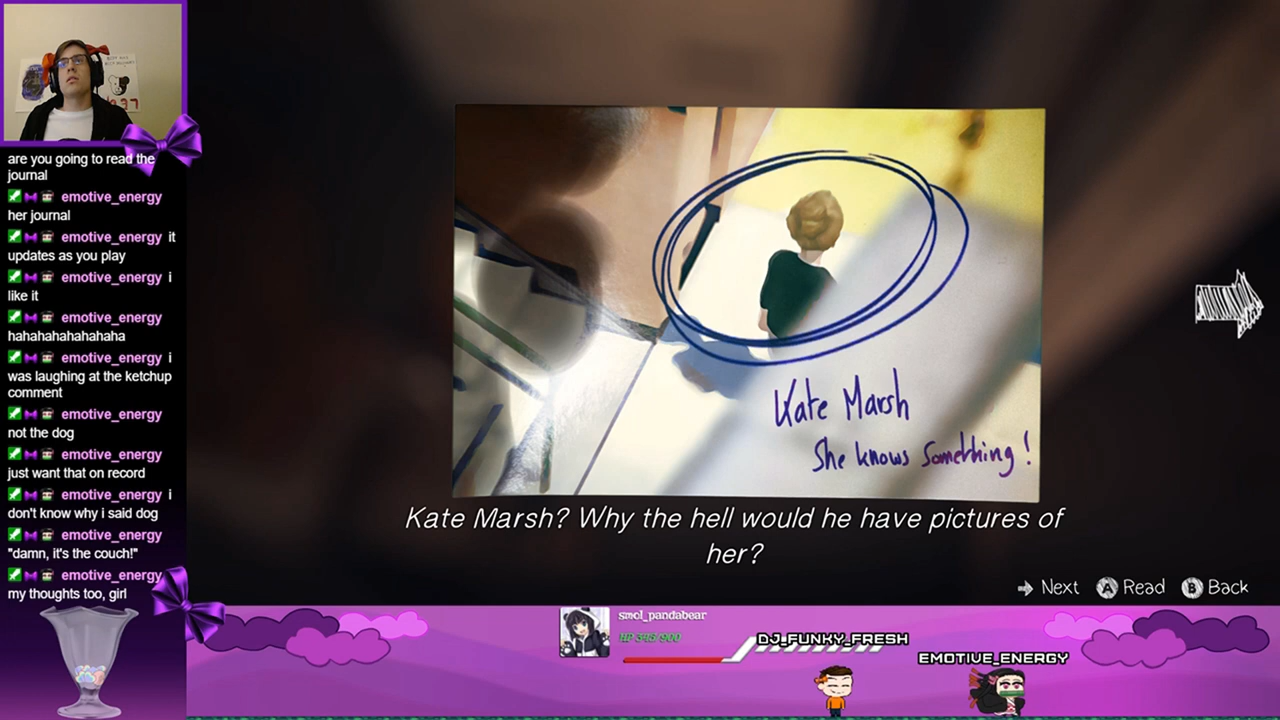 are you going to read the
journal
emotive_energy
her journal
emotive_energy it
updates as you play
emotive_energy i
like it
emotive_energy
hahahahahahaha
emotive_energy i
was laughing at the ketchup
comment
emotive_energy
not the dog
emotive_energy
just want that on record
emotive_energy i
don't know why i said dog
emotive_energy
"damn, it's the couch!"
emotive_energy
my thoughts too, girl
Kate Marsh
She knows Something!
Kate Marsh? Why the hell would he have pictures of
her?
Next A Read B Back
smol_pandabear
DJ_FUNKY_FRESH
EMOTIVE_ENERGY